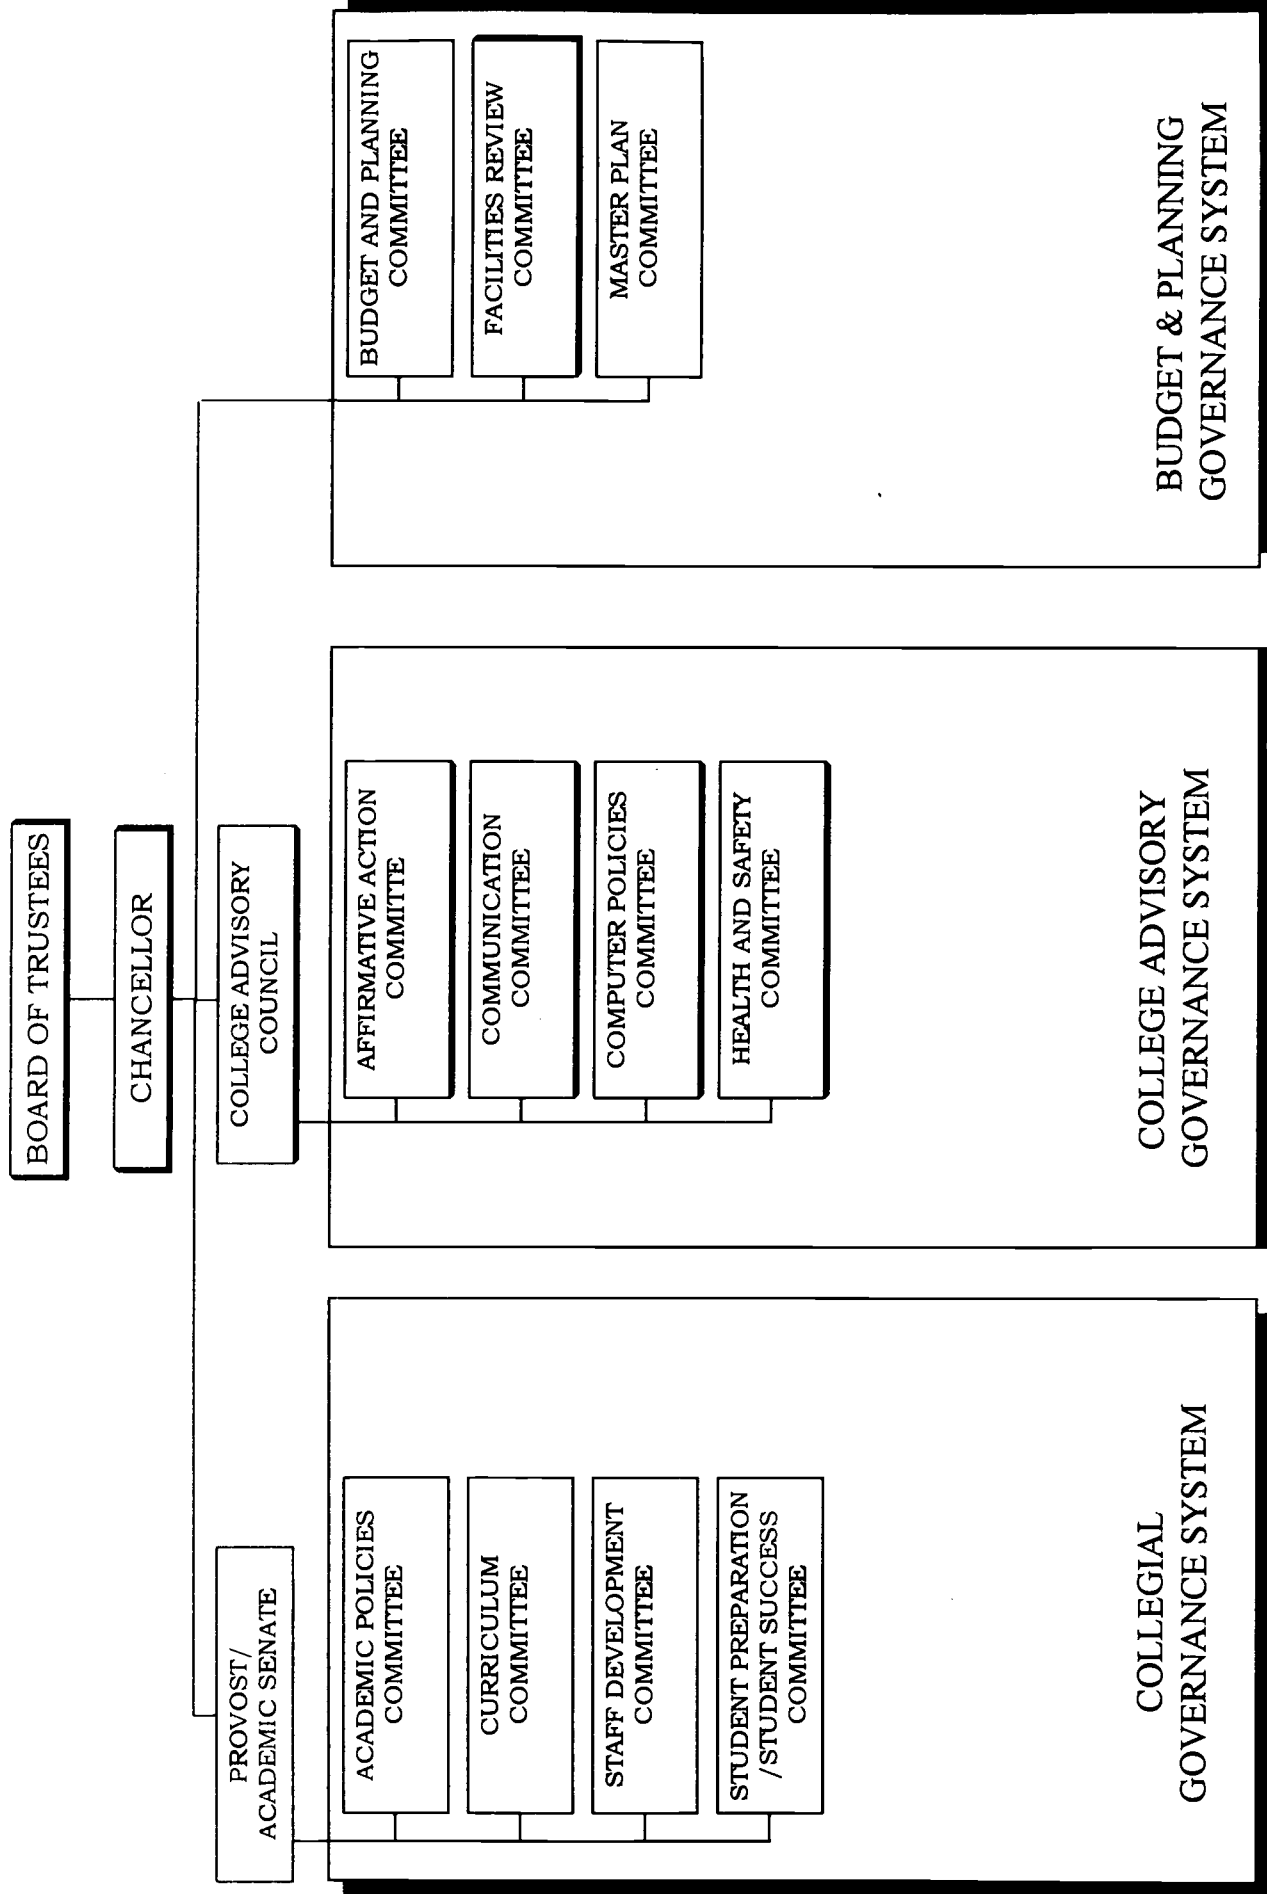 BOARD OF TRUSTEES
CHANCELLOR
PROVOST/
ACADEMIC SENATE
COLLEGE ADVISORY
COUNCIL
ACADEMIC POLICIES
COMMITTEE
CURRICULUM
COMMITTEE
STAFF DEVELOPMENT
COMMITTEE
STUDENT PREPARATION
/STUDENT SUCCESS
COMMITTEE
COLLEGIAL
GOVERNANCE SYSTEM
AFFIRMATIVE ACTION
COMMITTE
COMMUNICATION
COMMITTEE
COMPUTER POLICIES
COMMITTEE
HEALTH AND SAFETY
COMMITTEE
COLLEGE ADVISORY
GOVERNANCE SYSTEM
BUDGET AND PLANNING
COMMITTEE
FACILITIES REVIEW
COMMITTEE
MASTER PLAN
COMMITTEE
BUDGET & PLANNING
GOVERNANCE SYSTEM